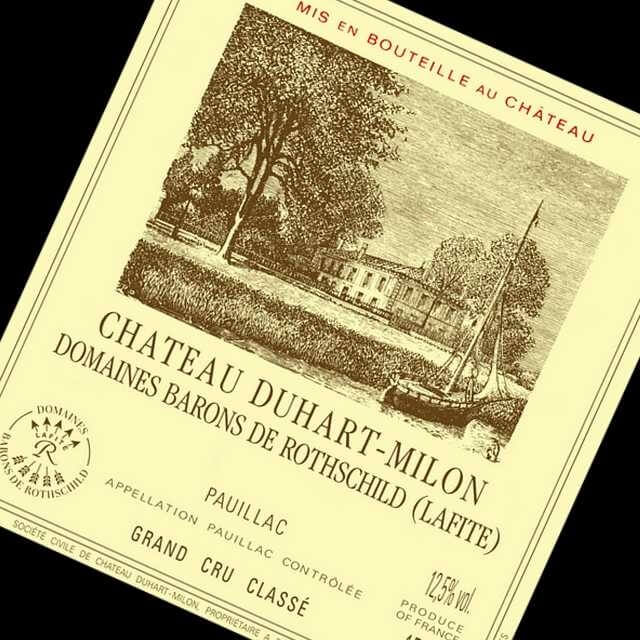 MIS EN BOUTEILLE AU CHÂTEAU
CHATEAU DUHART-MILON
DOMAINES BARONS DE ROTHSCHILD (LAFITE)
DOMAINES
LAFITE
R
BARONS DE ROTHSCHILD
PAUILLAC
APPELLATION PAUILLAC CONTRÔLÉE
GRAND CRU CLASSÉ
12,5% vol.
PRODUCE
OF FRANCE
SOCIÉTÉ CIVILE DE CHATEAU DUHART-MILON, PROPRIÉTAIRE A